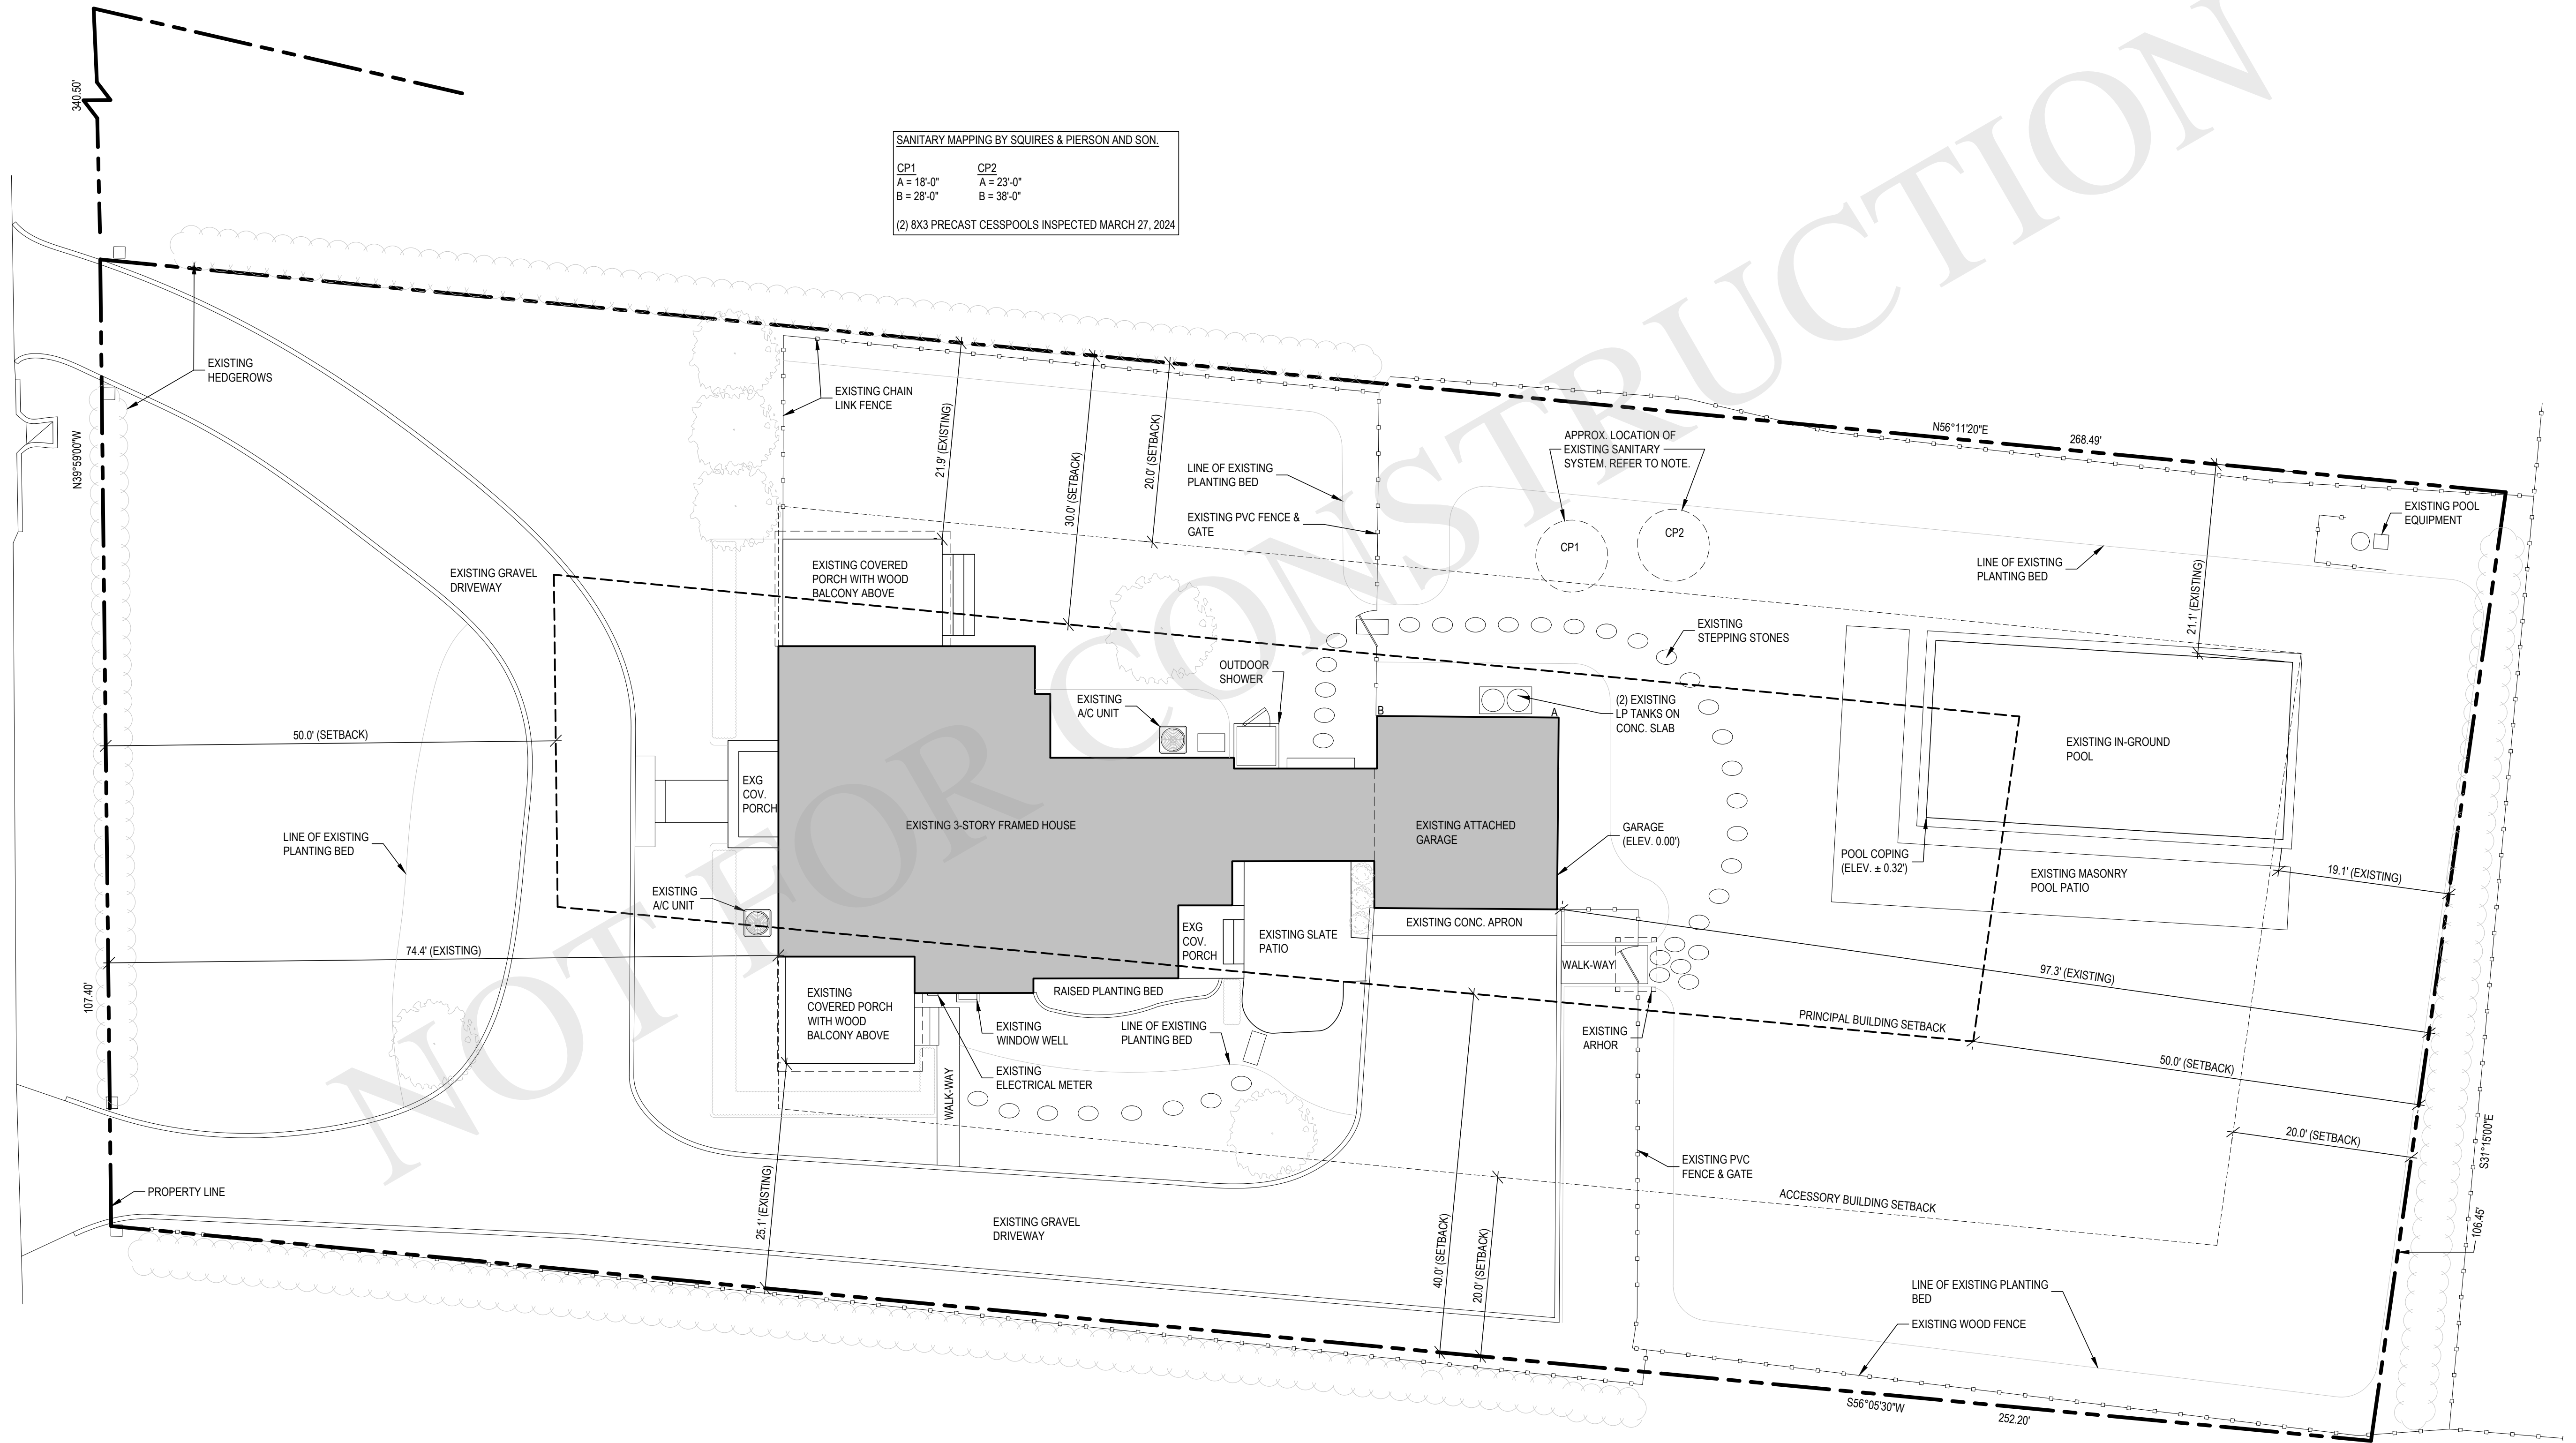 340.50'
SANITARY MAPPING BY SQUIRES & PIERSON AND SON.
CP1 CP2
A = 18'-0" A = 23'-0"
B = 28'-0" B = 38'-0"
(2) 8X3 PRECAST CESSPOOLS INSPECTED MARCH 27, 2024
NOT FOR CONSTRUCTION
EXISTING
HEDGEROWS
N39°59'00"W
EXISTING CHAIN
LINK FENCE
21.9' (EXISTING)
30.0' (SETBACK)
20.0' (SETBACK)
LINE OF EXISTING
PLANTING BED
EXISTING PVC FENCE &
GATE
APPROX. LOCATION OF
EXISTING SANITARY
SYSTEM. REFER TO NOTE.
CP1
CP2
N56°11'20"E
268.49'
EXISTING POOL
EQUIPMENT
LINE OF EXISTING
PLANTING BED
21.1' (EXISTING)
EXISTING GRAVEL
DRIVEWAY
EXISTING COVERED
PORCH WITH WOOD
BALCONY ABOVE
EXISTING
STEPPING STONES
OUTDOOR
SHOWER
EXISTING
A/C UNIT
B
A
(2) EXISTING
LP TANKS ON
CONC. SLAB
50.0' (SETBACK)
EXISTING IN-GROUND
POOL
EXG
COV.
PORCH
EXISTING 3-STORY FRAMED HOUSE
EXISTING ATTACHED
GARAGE
GARAGE
(ELEV. 0.00')
LINE OF EXISTING
PLANTING BED
POOL COPING
(ELEV. ± 0.32')
EXISTING MASONRY
POOL PATIO
19.1' (EXISTING)
EXISTING
A/C UNIT
EXG
COV.
PORCH
EXISTING SLATE
PATIO
EXISTING CONC. APRON
74.4' (EXISTING)
WALK-WAY
97.3' (EXISTING)
107.40'
EXISTING
COVERED PORCH
WITH WOOD
BALCONY ABOVE
RAISED PLANTING BED
EXISTING
WINDOW WELL
LINE OF EXISTING
PLANTING BED
EXISTING
ARHOR
PRINCIPAL BUILDING SETBACK
50.0' (SETBACK)
EXISTING
ELECTRICAL METER
WALK-WAY
20.0' (SETBACK)
S31°15'00"E
EXISTING PVC
FENCE & GATE
PROPERTY LINE
ACCESSORY BUILDING SETBACK
25.1' (EXISTING)
EXISTING GRAVEL
DRIVEWAY
40.0' (SETBACK)
20.0' (SETBACK)
106.45'
LINE OF EXISTING PLANTING
BED
EXISTING WOOD FENCE
S56°05'30"W
252.20'